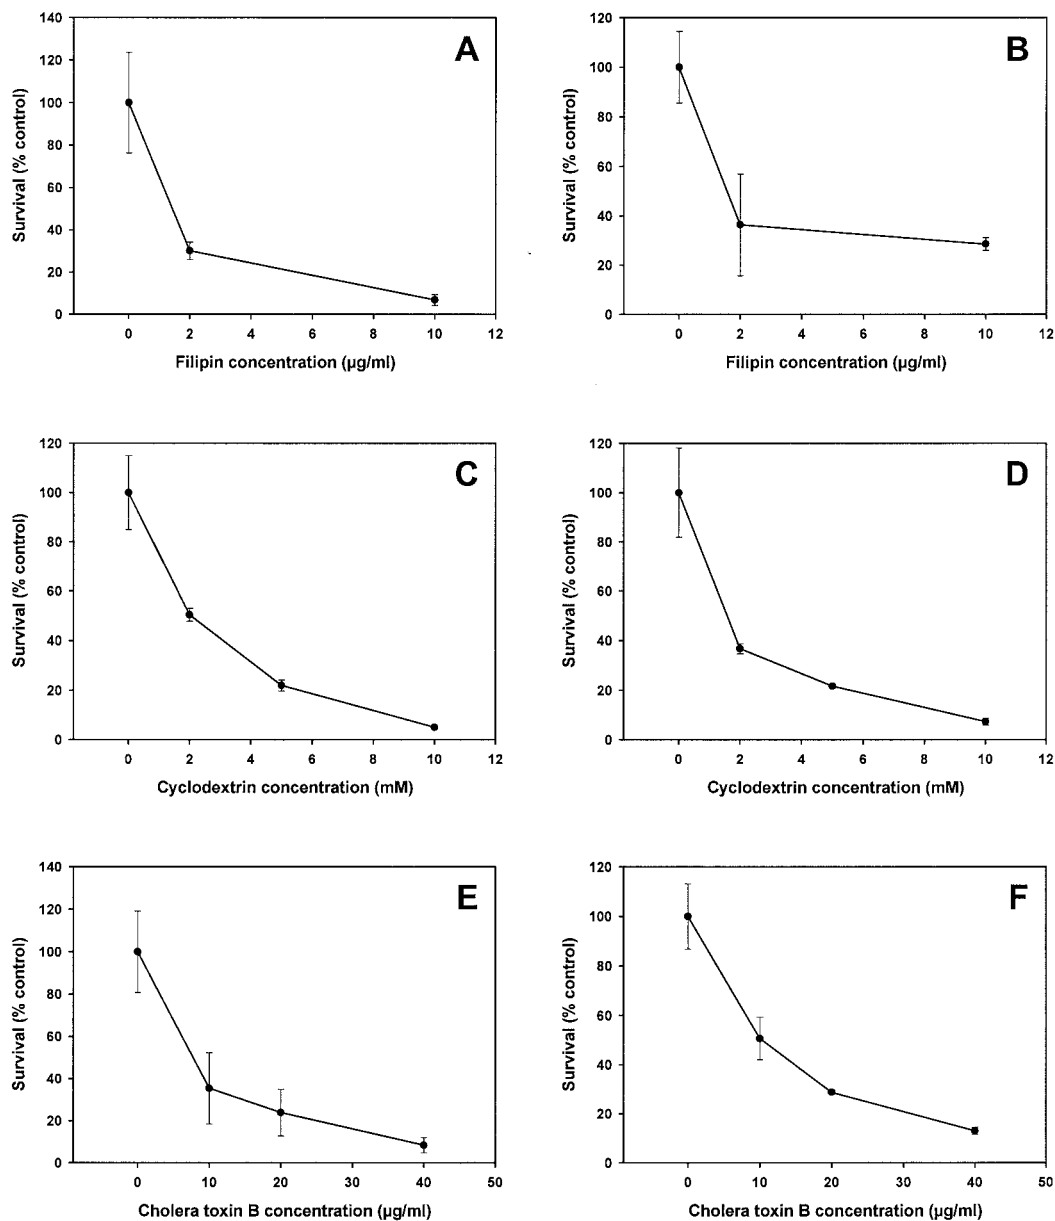 A
Survival (% control)
140
120
100
80
60
40
20
0
0 2 4 6 8 10 12
Filipin concentration (µg/ml)
B
Survival (% control)
120
100
80
60
40
20
0
0 2 4 6 8 10 12
Filipin concentration (µg/ml)
C
Survival (% control)
120
100
80
60
40
20
0
0 2 4 6 8 10 12
Cyclodextrin concentration (mM)
D
Survival (% control)
120
100
80
60
40
20
0
0 2 4 6 8 10 12
Cyclodextrin concentration (mM)
E
Survival (% control)
140
120
100
80
60
40
20
0
0 10 20 30 40 50
Cholera toxin B concentration (µg/ml)
F
Survival (% control)
120
100
80
60
40
20
0
0 10 20 30 40 50
Cholera toxin B concentration (µg/ml)